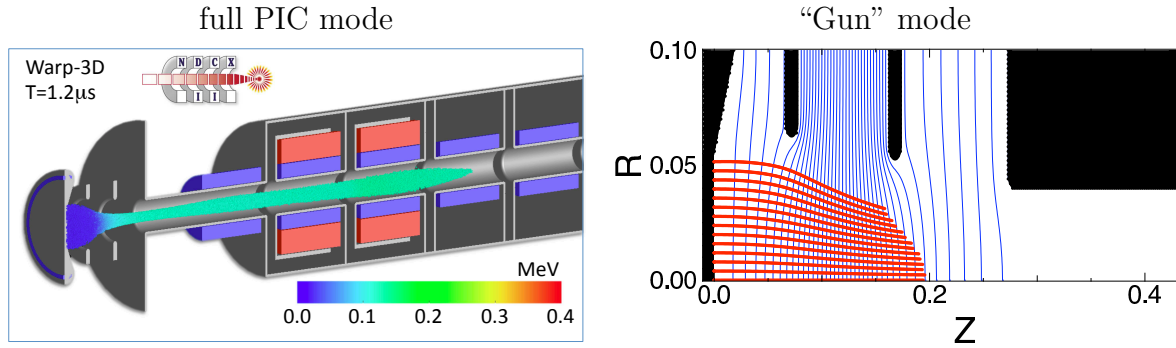 full PIC mode
Warp-3D
T=1.2μs
N D C X
I I
MeV
0.0 0.1 0.2 0.3 0.4
“Gun” mode
0.10
0.05
0.00
R
0.0 0.2 0.4
Z